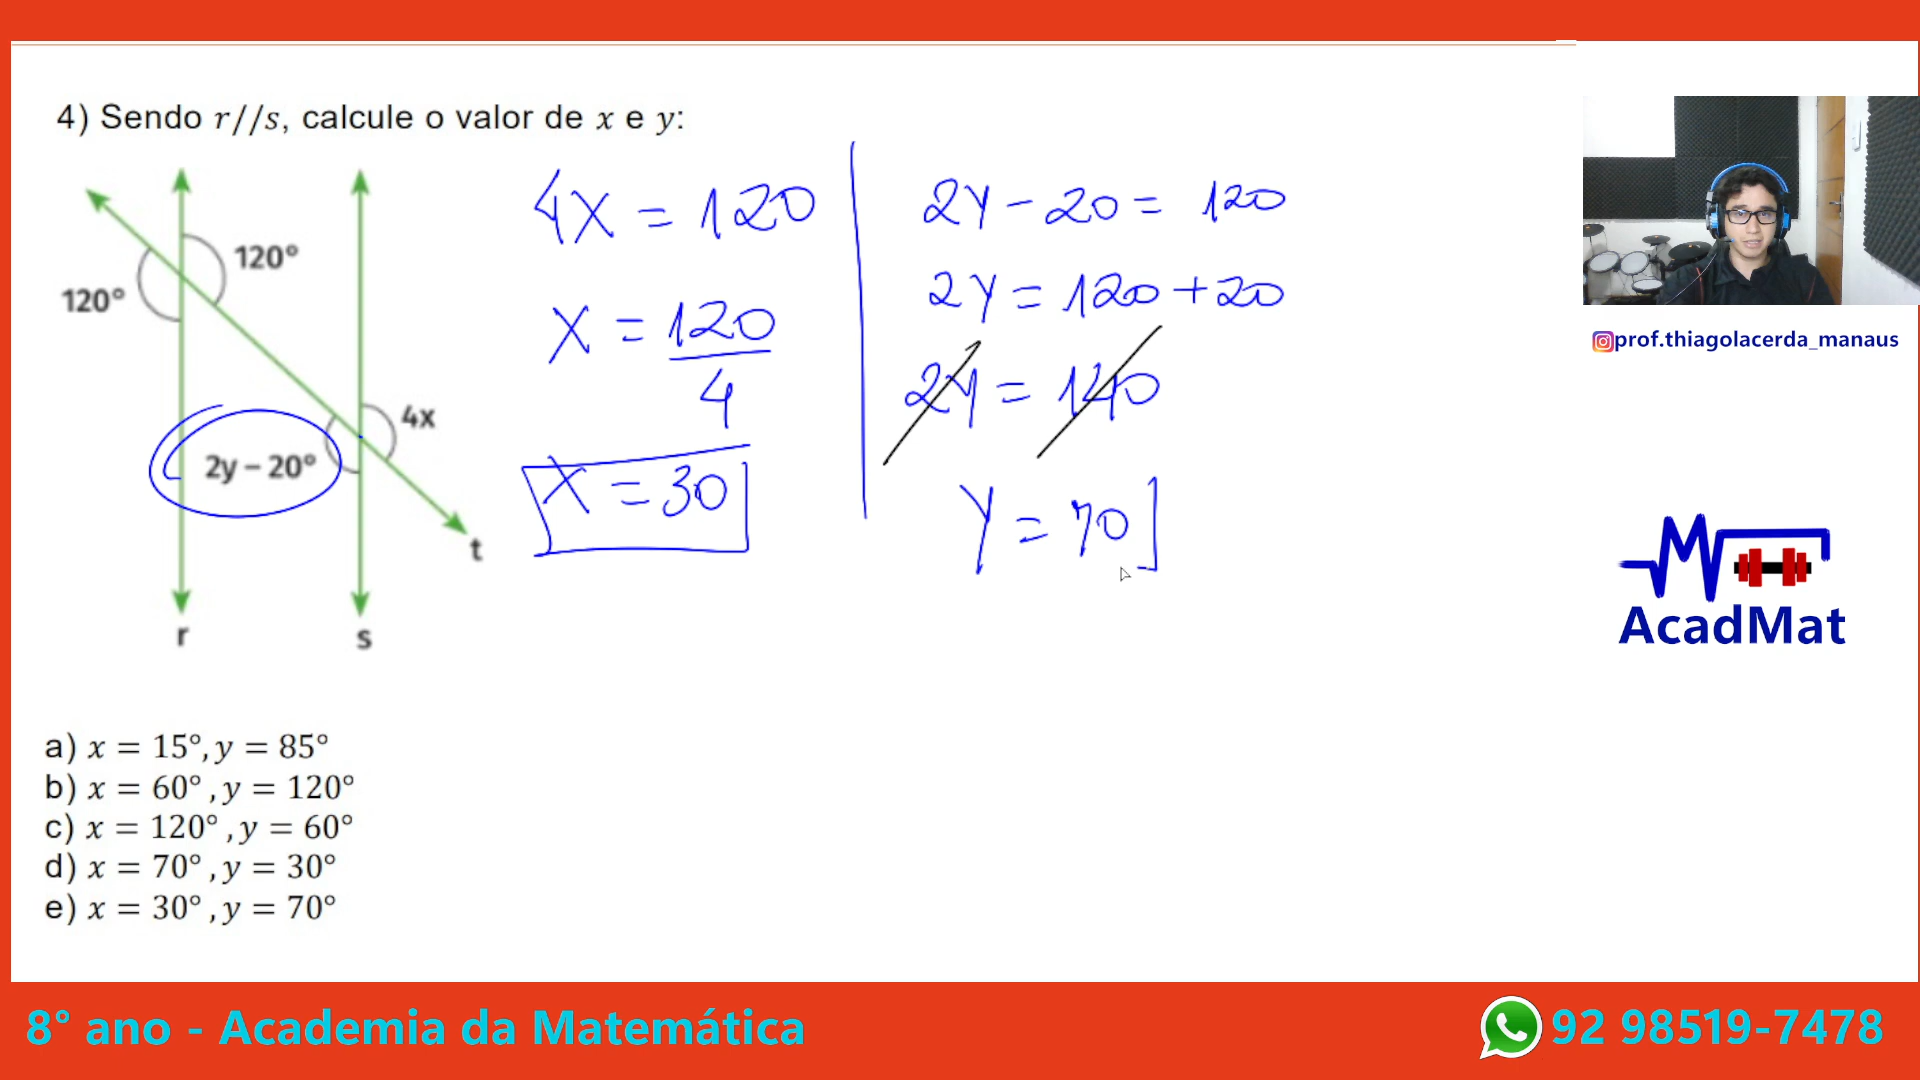 4) Sendo r//s, calcule o valor de x e y:
120°
120°
4x
2y – 20°
t
r
s
4X = 120
X = 120
4
X = 30
2Y - 20 = 120
2Y = 120 + 20
2Y = 140
Y = 70
a) x = 15°, y = 85°
b) x = 60° , y = 120°
c) x = 120° , y = 60°
d) x = 70° , y = 30°
e) x = 30° , y = 70°
prof.thiagolacerda_manaus
AcadMat
8° ano - Academia da Matemática
92 98519-7478